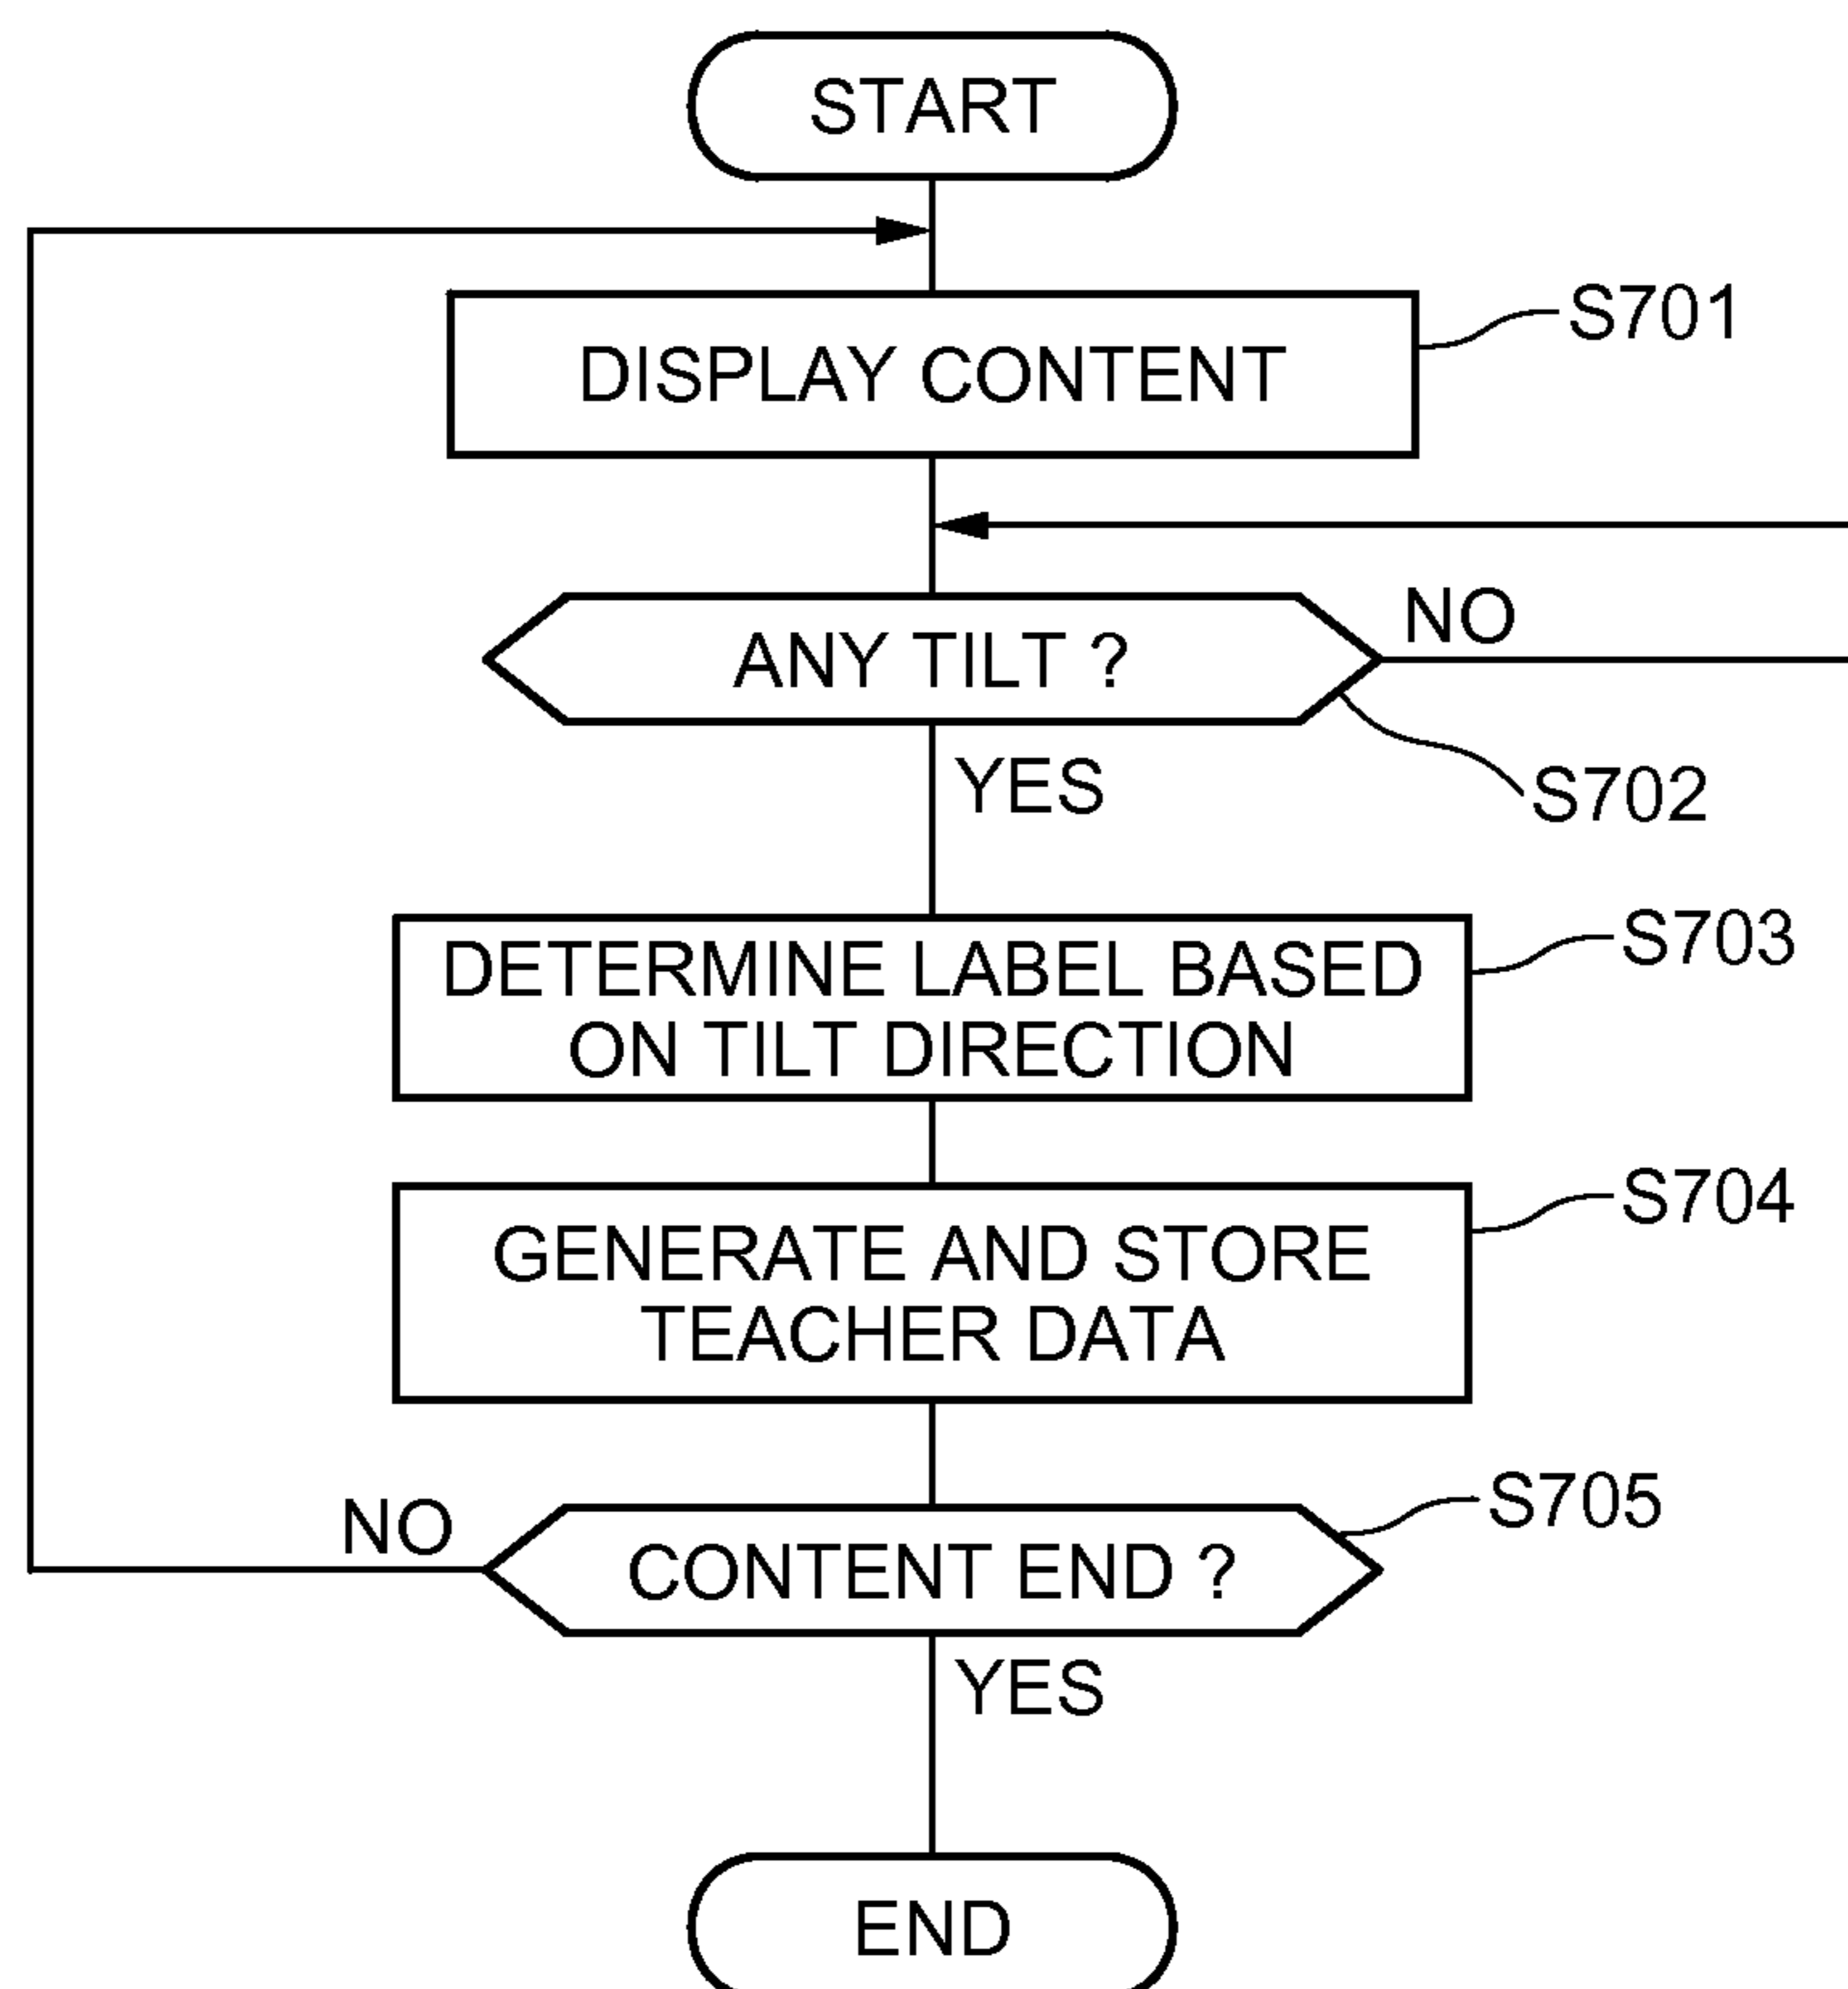 START
DISPLAY CONTENT
S701
ANY TILT ?
NO
S702
YES
DETERMINE LABEL BASED
ON TILT DIRECTION
S703
GENERATE AND STORE
TEACHER DATA
S704
CONTENT END ?
S705
NO
YES
END